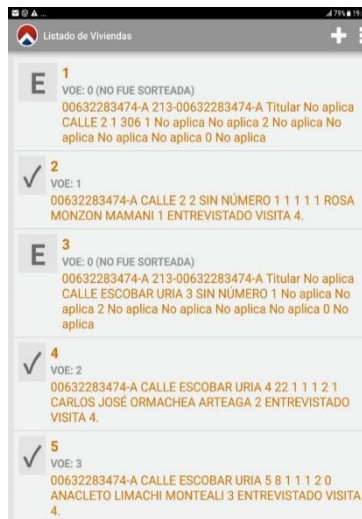 79% 19:
Listado de Viviendas
E
1
VOE: 0 (NO FUE SORTEADA)
00632283474-A 213-00632283474-A Titular No aplica
CALLE 2 1 306 1 No aplica No aplica 2 No aplica No
aplica No aplica No aplica 0 No aplica
2
VOE: 1
00632283474-A CALLE 2 2 SIN NÚMERO 1 1 1 1 1 ROSA
MONZON MAMANI 1 ENTREVISTADO VISITA 4.
E
3
VOE: 0 (NO FUE SORTEADA)
00632283474-A 213-00632283474-A Titular No aplica
CALLE ESCOBAR URIA 3 SIN NÚMERO 1 No aplica No
aplica 2 No aplica No aplica No aplica No aplica 0 No
aplica
4
VOE: 2
00632283474-A CALLE ESCOBAR URIA 4 22 1 1 1 2 1
CARLOS JOSÉ ORMACHEA ARTEAGA 2 ENTREVISTADO
VISITA 4.
5
VOE: 3
00632283474-A CALLE ESCOBAR URIA 5 8 1 1 1 2 0
ANACLETO LIMACHI MONTEALI 3 ENTREVISTADO VISITA
4.